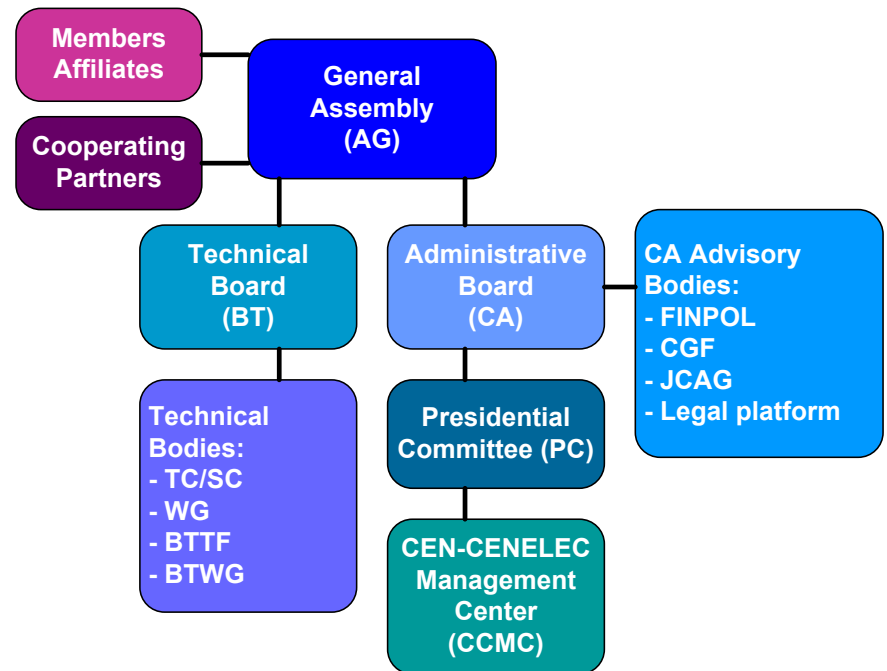 Members
Affiliates
General
Assembly
(AG)
Cooperating
Partners
Technical
Board
(BT)
Administrative
Board
(CA)
CA Advisory
Bodies:
- FINPOL
- CGF
- JCAG
- Legal platform
Technical
Bodies:
- TC/SC
- WG
- BTTF
- BTWG
Presidential
Committee (PC)
CEN-CENELEC
Management
Center
(CCMC)